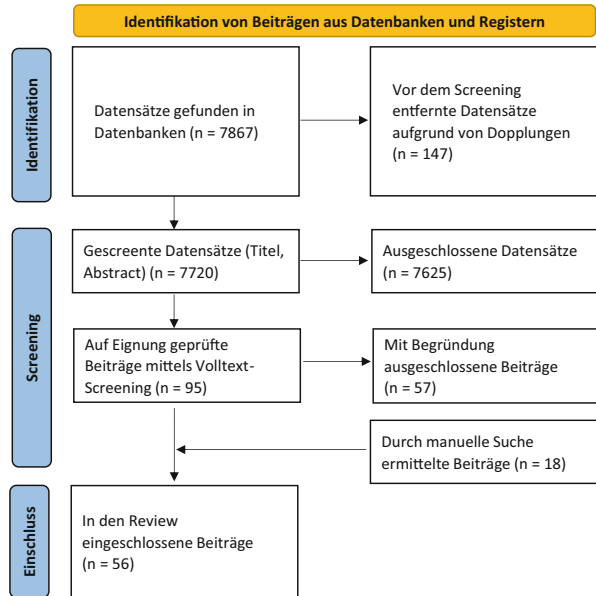 Identifikation von Beiträgen aus Datenbanken und Registern
Identifikation
Datensätze gefunden in
Datenbanken (n = 7867)
Vor dem Screening
entfernte Datensätze
aufgrund von Dopplungen
(n = 147)
Screening
Gescreente Datensätze (Titel,
Abstract) (n = 7720)
Ausgeschlossene Datensätze
(n = 7625)
Auf Eignung geprüfte
Beiträge mittels Volltext-
Screening (n = 95)
Mit Begründung
ausgeschlossene Beiträge
(n = 57)
Durch manuelle Suche
ermittelte Beiträge (n = 18)
Einschluss
In den Review
eingeschlossene Beiträge
(n = 56)